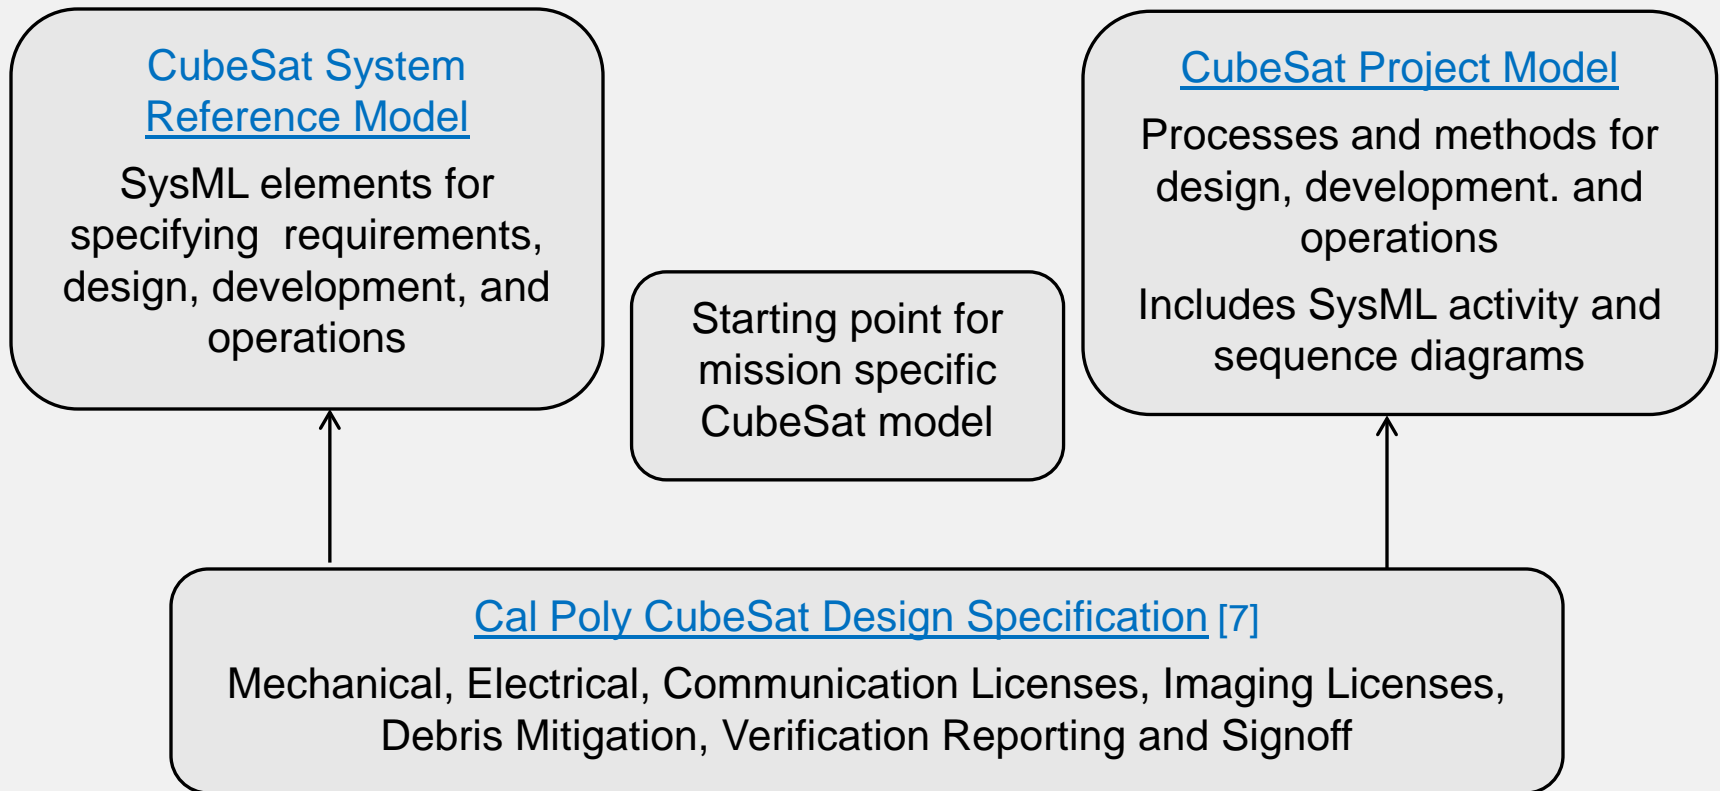 CubeSat System
Reference Model
SysML elements for
specifying  requirements,
design, development, and
operations
Starting point for
mission specific
CubeSat model
CubeSat Project Model
Processes and methods for
design, development. and
operations
Includes SysML activity and
sequence diagrams
Cal Poly CubeSat Design Specification [7]
Mechanical, Electrical, Communication Licenses, Imaging Licenses,
Debris Mitigation, Verification Reporting and Signoff